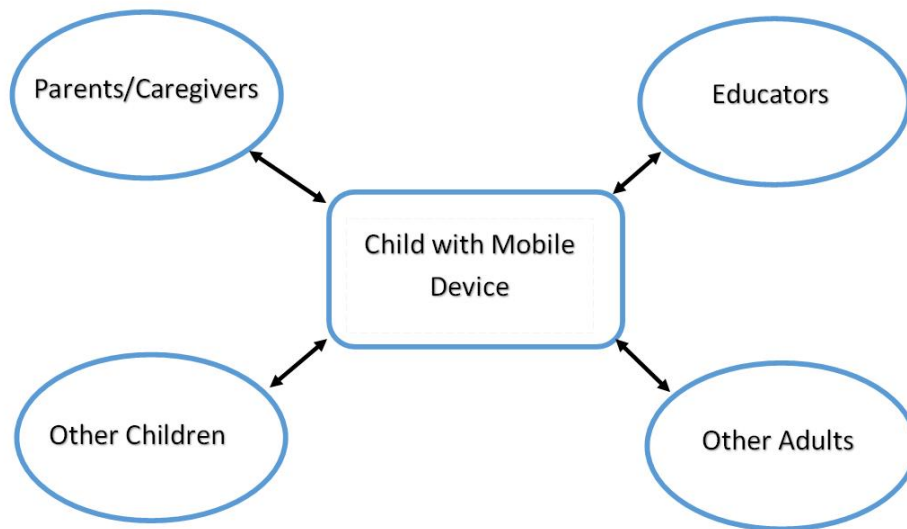 Parents/Caregivers
Educators
Child with Mobile
Device
Other Children
Other Adults